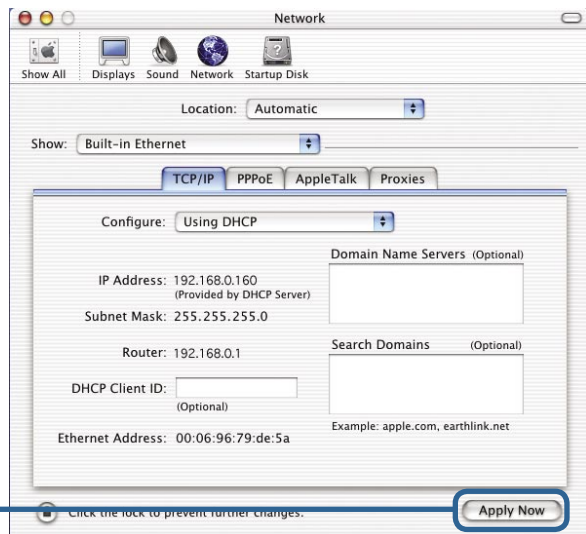 Network
Show All Displays Sound Network Startup Disk
Location: Automatic
Show: Built-in Ethernet
TCP/IP PPPoE AppleTalk Proxies
Configure: Using DHCP
Domain Name Servers (Optional)
IP Address: 192.168.0.160
(Provided by DHCP Server)
Subnet Mask: 255.255.255.0
Router: 192.168.0.1
Search Domains (Optional)
DHCP Client ID:
(Optional)
Example: apple.com, earthlink.net
Ethernet Address: 00:06:96:79:de:5a
Click the lock to prevent further changes.
Apply Now